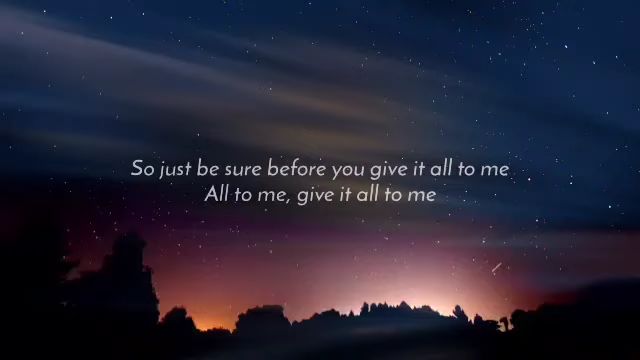 So just be sure before you give it all to me
All to me, give it all to me